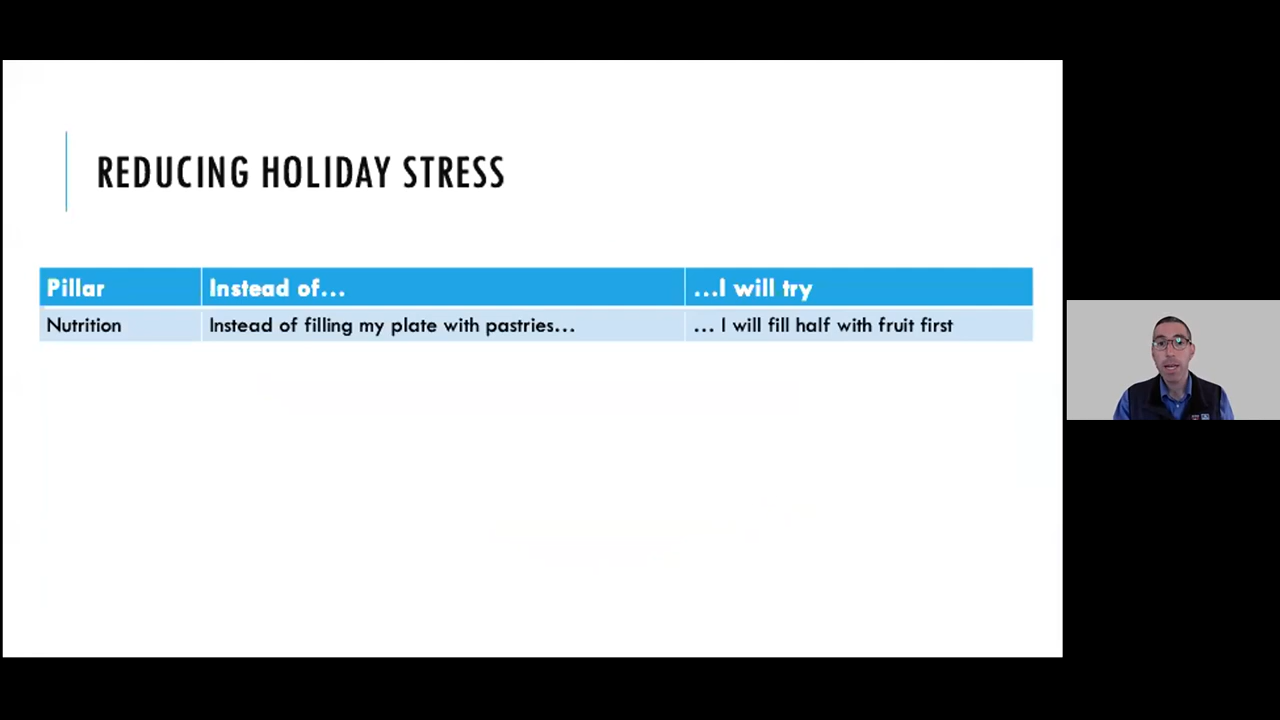 REDUCING HOLIDAY STRESS
Pillar Instead of... ...I will try
Nutrition Instead of filling my plate with pastries... ... I will fill half with fruit first